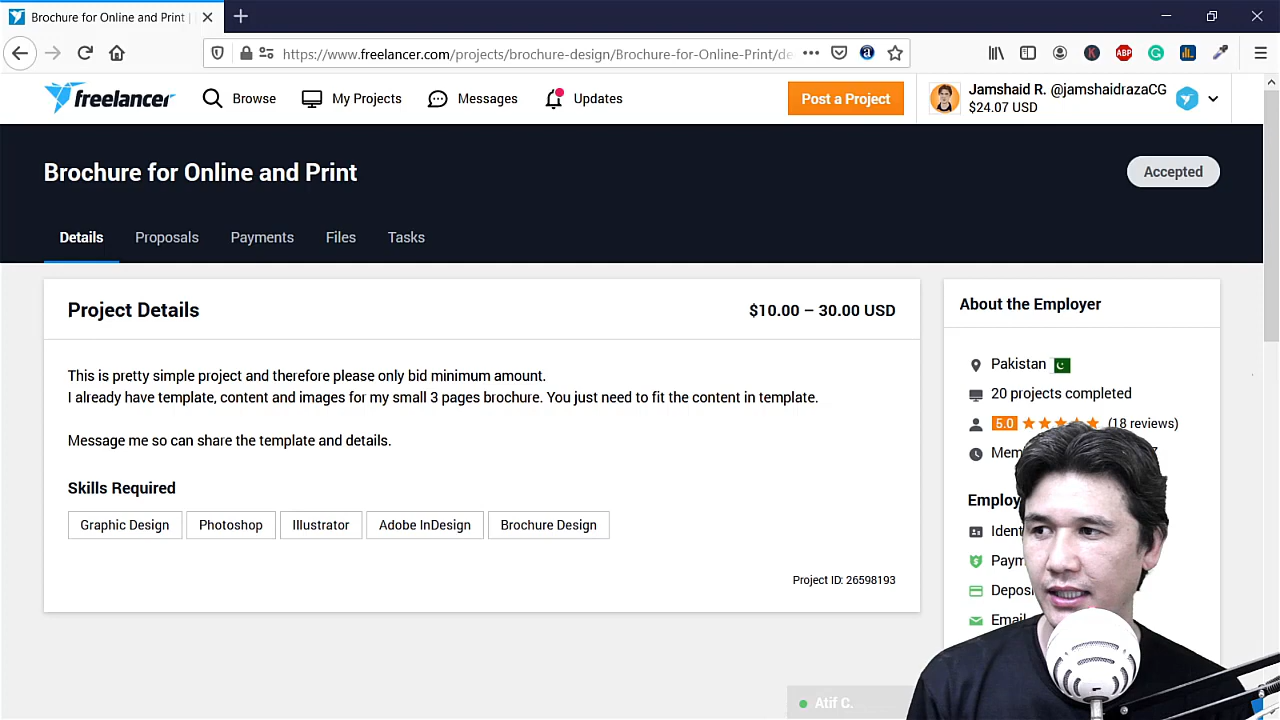 Brochure for Online and Print |
https://www.freelancer.com/projects/brochure-design/Brochure-for-Online-Print/de
ABP
freelancer
Browse
My Projects
Messages
Updates
Post a Project
Jamshaid R. @jamshaidrazaCG
$24.07 USD
Brochure for Online and Print
Accepted
Details
Proposals
Payments
Files
Tasks
Project Details
$10.00 – 30.00 USD
This is pretty simple project and therefore please only bid minimum amount.
I already have template, content and images for my small 3 pages brochure. You just need to fit the content in template.
Message me so can share the template and details.
Skills Required
Graphic Design
Photoshop
Illustrator
Adobe InDesign
Brochure Design
Project ID: 26598193
About the Employer
Pakistan
20 projects completed
5.0
(18 reviews)
Atif C.